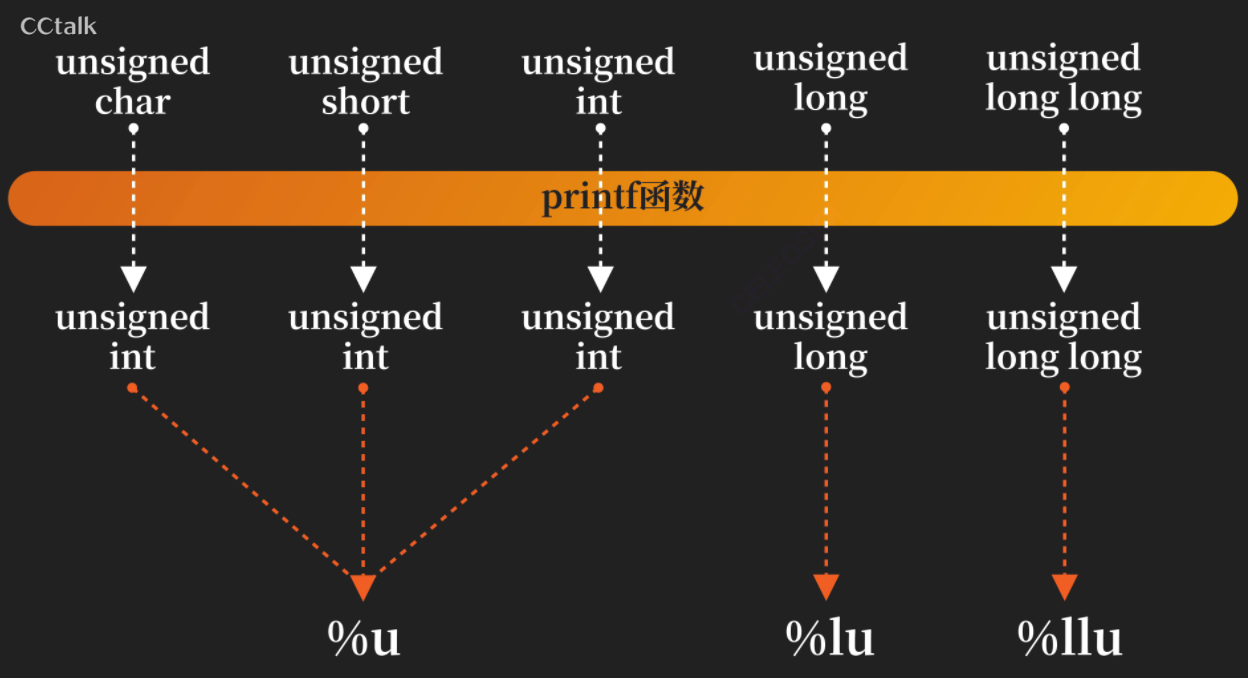 CCtalk
unsigned
char
unsigned
short
unsigned
int
unsigned
long
unsigned
long long
printf函数
unsigned
int
unsigned
int
unsigned
int
unsigned
long
unsigned
long long
%u
%lu
%llu